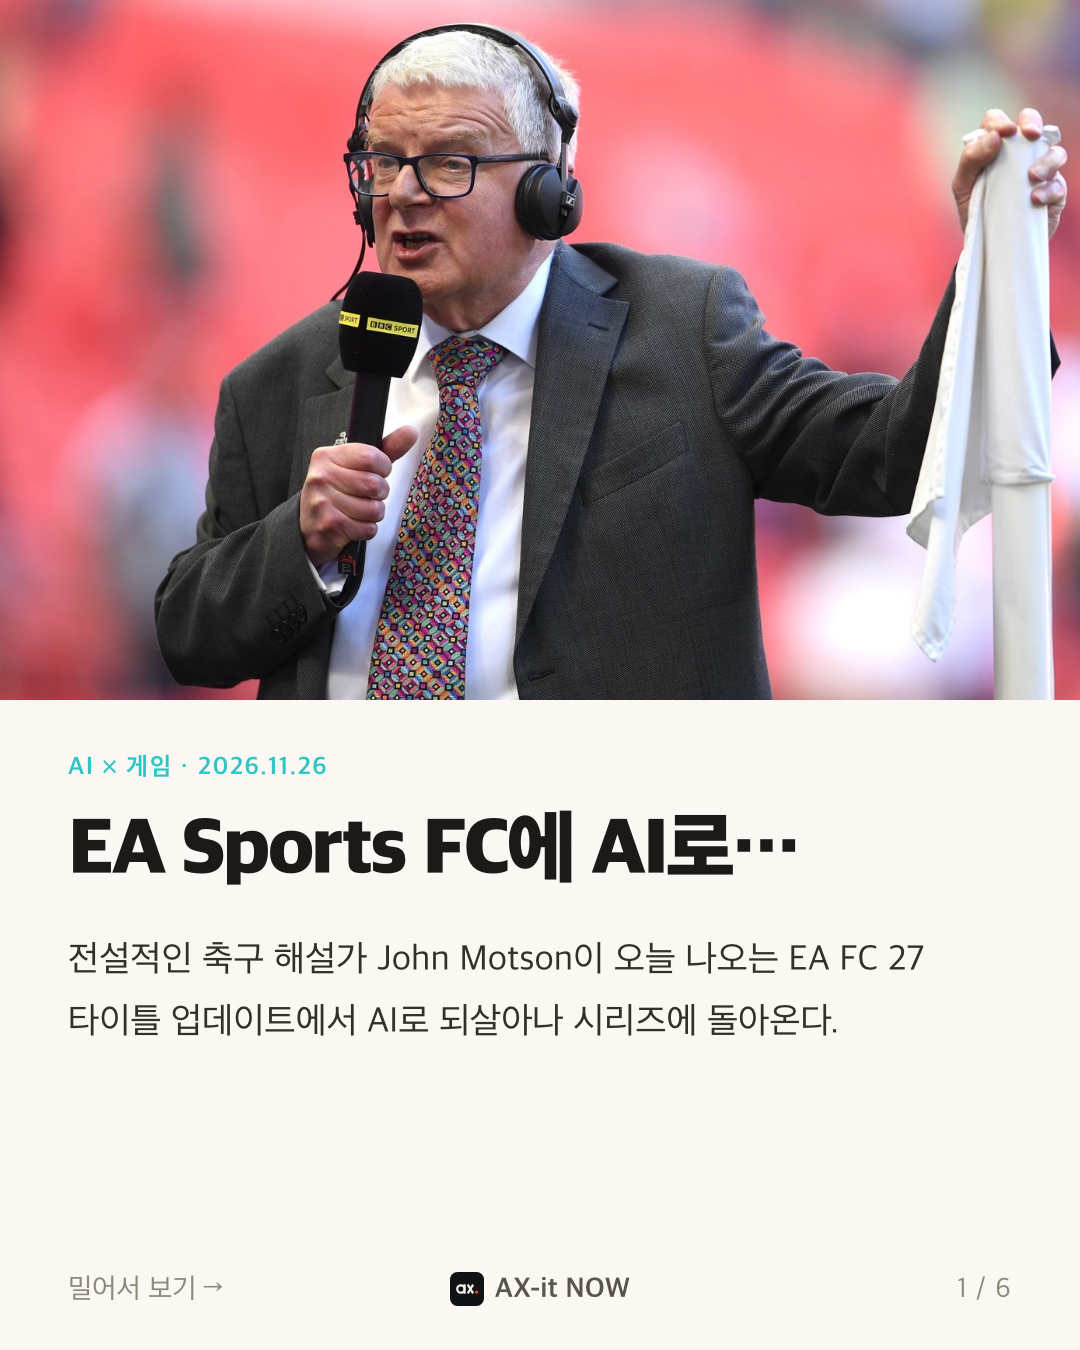 BBC SPORT
AI × 게임 · 2026.11.26
EA Sports FC에 AI로…
전설적인 축구 해설가 John Motson이 오늘 나오는 EA FC 27
타이틀 업데이트에서 AI로 되살아나 시리즈에 돌아온다.
밀어서 보기 →
ax.
AX-it NOW
1 / 6